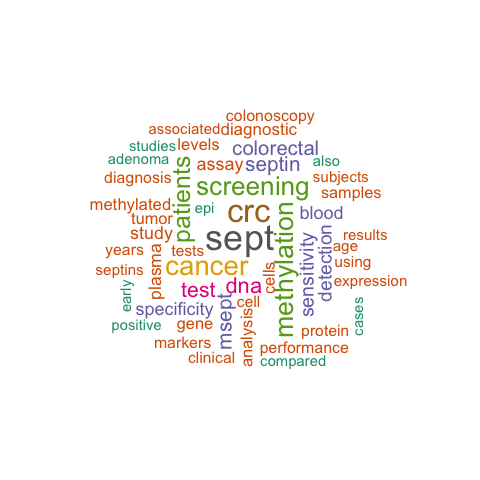 colonoscopy
associated diagnostic
studies levels colorectal
adenoma assay septin also
diagnosis patients screening subjects
methylated epi crc samples
tumor blood
study sept results
years plasma tests methylation sensitivity detection age
septins cancer cells using
early test dna expression
specificity msept cell cases
positive gene analysis protein
markers performance
clinical compared